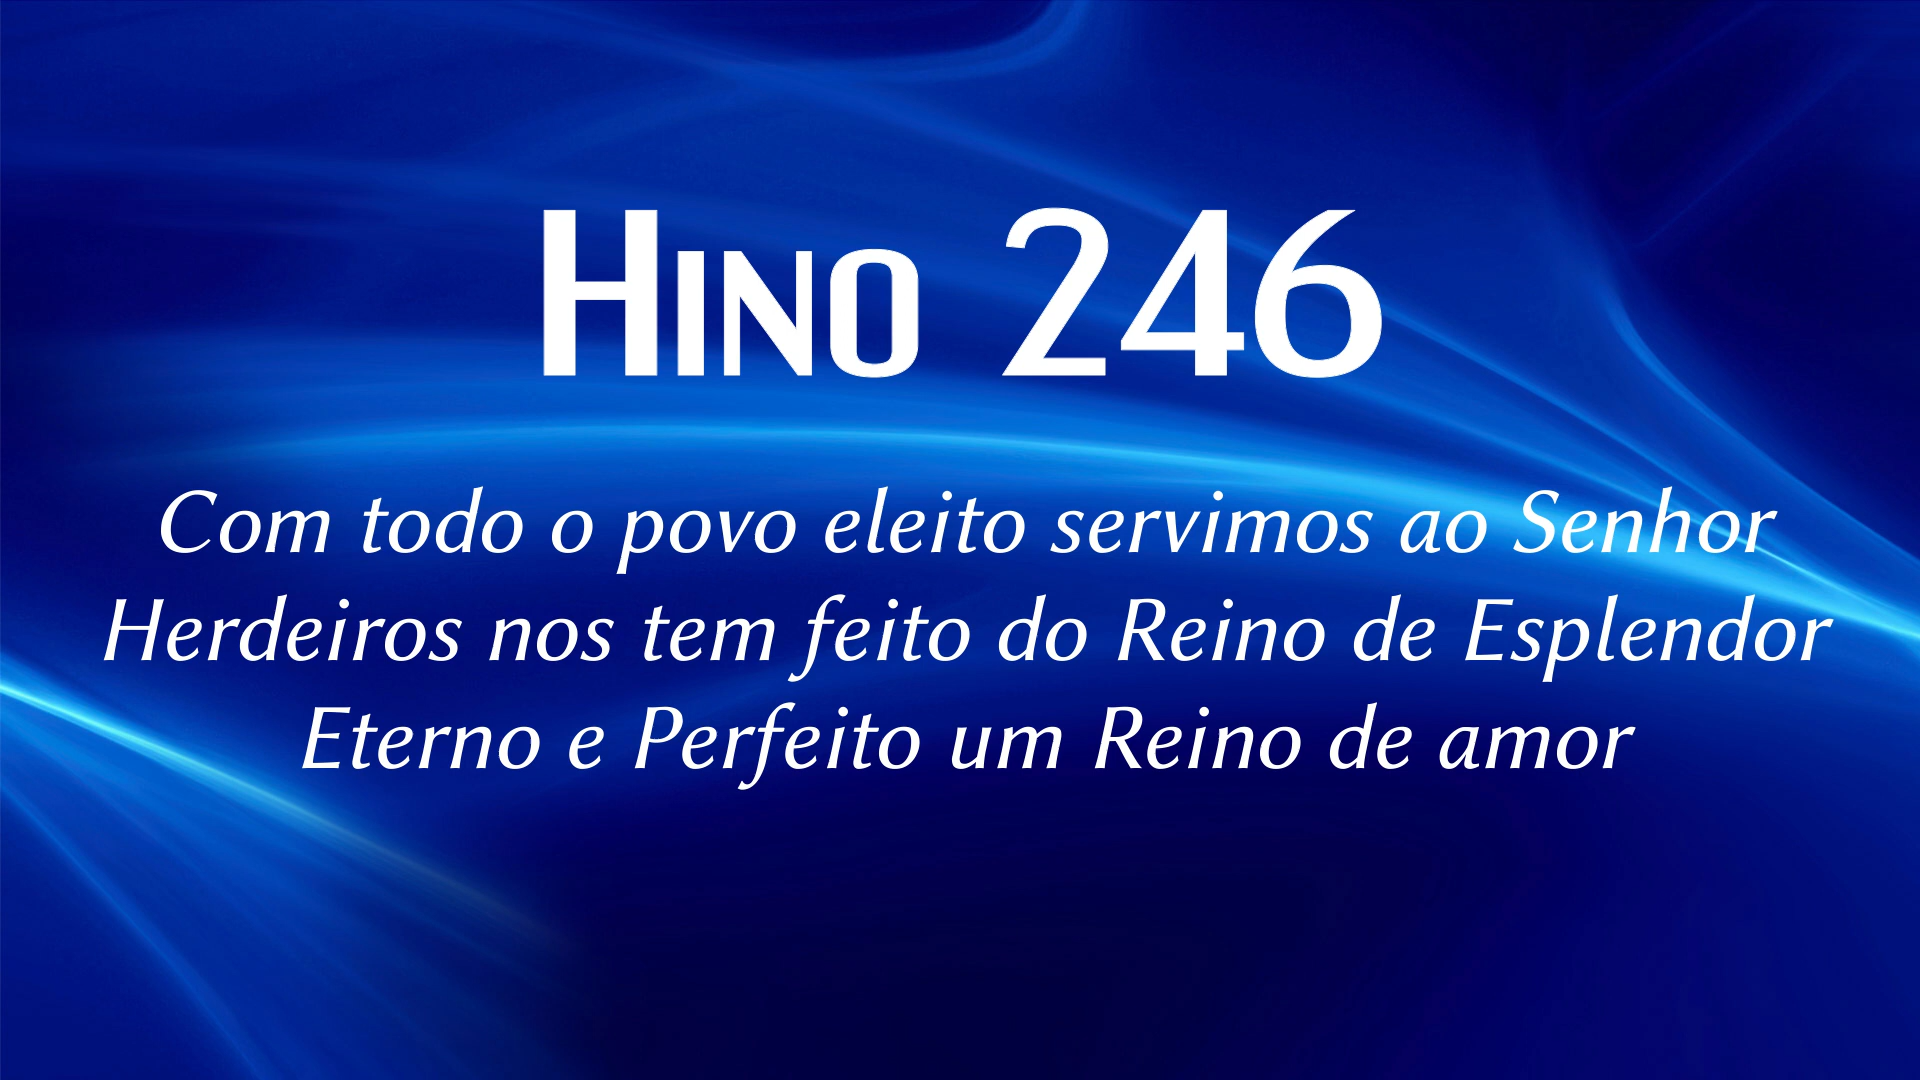 Hino 246
Com todo o povo eleito servimos ao Senhor
Herdeiros nos tem feito do Reino de Esplendor
Eterno e Perfeito um Reino de amor